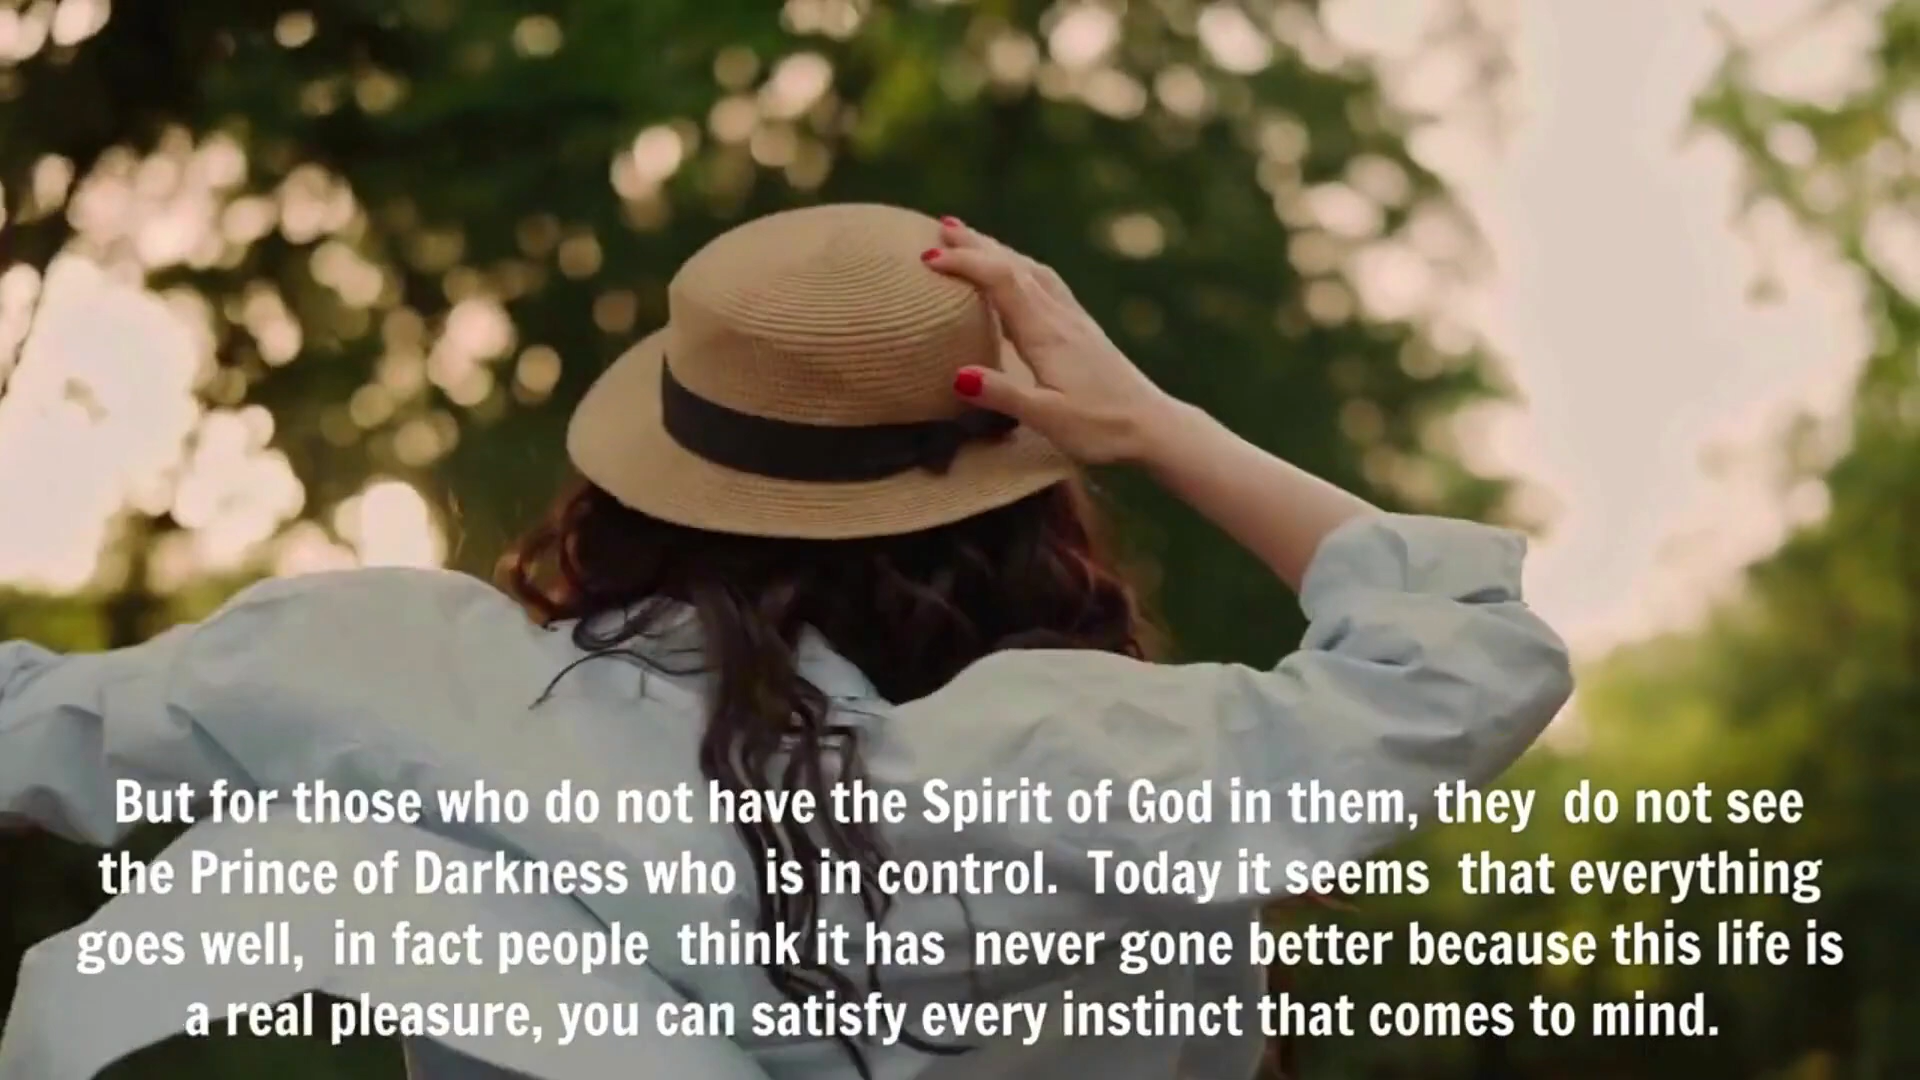 But for those who do not have the Spirit of God in them, they  do not see
the Prince of Darkness who  is in control.  Today it seems  that everything
goes well,  in fact people  think it has  never gone better because this life is
a real pleasure, you can satisfy every instinct that comes to mind.